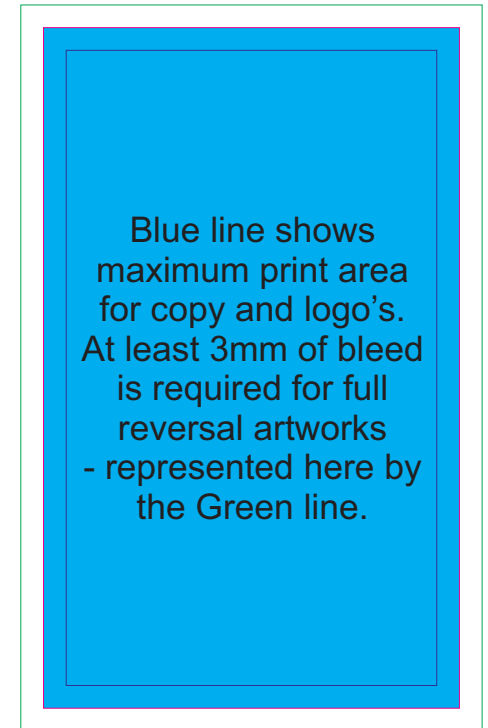 Blue line shows
maximum print area
for copy and logo’s.
At least 3mm of bleed
is required for full
reversal artworks
- represented here by
the Green line.